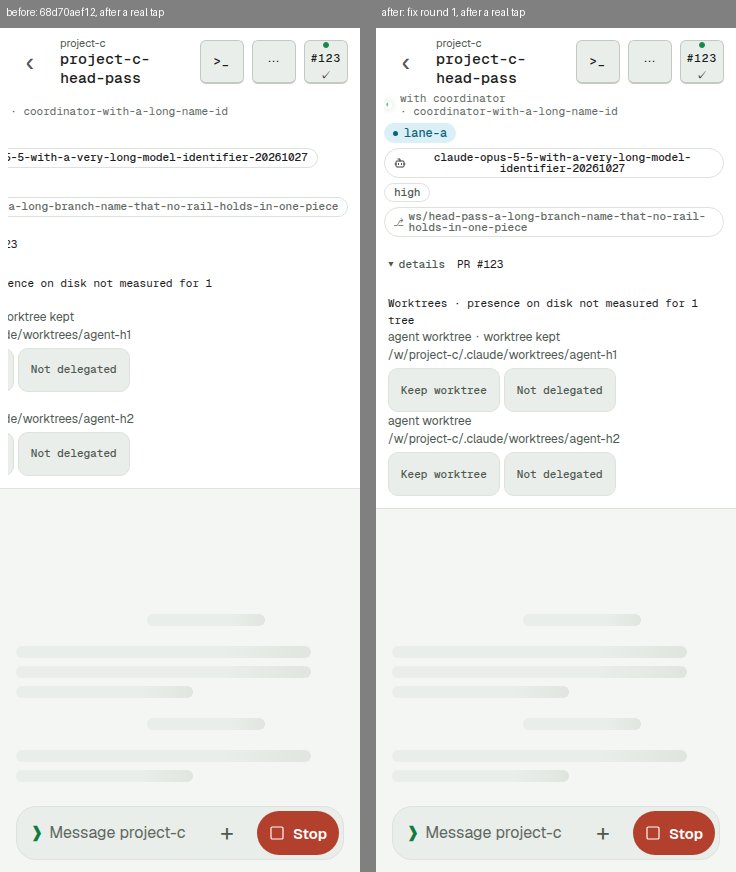 before: 68d70aef12, after a real tap
project-c
project-c-
head-pass
>_
...
#123
✓
· coordinator-with-a-long-name-id
5-5-with-a-very-long-model-identifier-20261027
a-long-branch-name-that-no-rail-holds-in-one-piece
23
ence on disk not measured for 1
orktree kept
de/worktrees/agent-h1
Not delegated
de/worktrees/agent-h2
Not delegated
❱ Message project-c
+
Stop
after: fix round 1, after a real tap
project-c
project-c-
head-pass
>_
...
#123
✓
with coordinator
· coordinator-with-a-long-name-id
• lane-a
claude-opus-5-5-with-a-very-long-model-
identifier-20261027
high
ws/head-pass-a-long-branch-name-that-no-rail-
holds-in-one-piece
▾ details PR #123
Worktrees · presence on disk not measured for 1
tree
agent worktree · worktree kept
/w/project-c/.claude/worktrees/agent-h1
Keep worktree
Not delegated
agent worktree
/w/project-c/.claude/worktrees/agent-h2
Keep worktree
Not delegated
❱ Message project-c
+
Stop